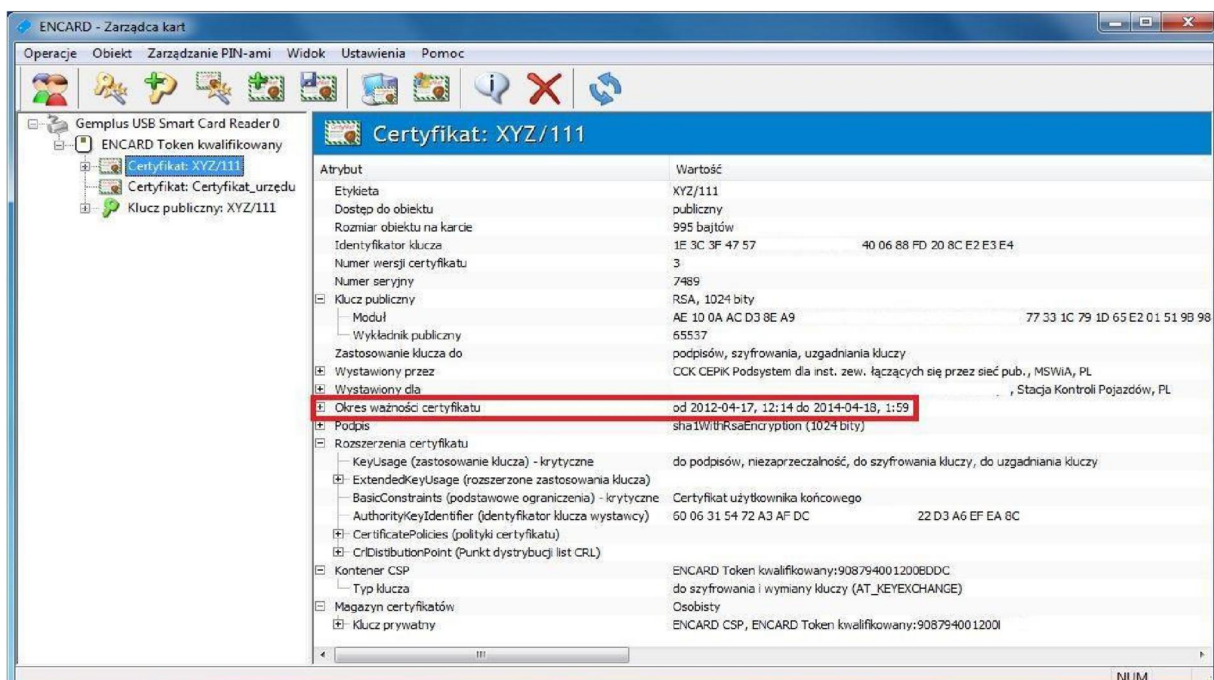 ENCARD - Zarządca kart
Operacje Obiekt Zarządzanie PIN-ami Widok Ustawienia Pomoc
Gemplus USB Smart Card Reader 0
ENCARD Token kwalifikowany
Certyfikat: XYZ/111
Certyfikat: Certyfikat_urzędu
Klucz publiczny: XYZ/111
Certyfikat: XYZ/111
Atrybut Wartość
Etykieta XYZ/111
Dostęp do obiektu publiczny
Rozmiar obiektu na karcie 995 bajtów
Identyfikator klucza 1E 3C 3F 47 57 40 06 88 FD 20 8C E2 E3 E4
Numer wersji certyfikatu 3
Numer seryjny 7489
Klucz publiczny RSA, 1024 bity
Moduł AE 10 0A AC D3 8E A9 77 33 1C 79 1D 65 E2 01 51 9B 98
Wykładnik publiczny 65537
Zastosowanie klucza do podpisów, szyfrowania, uzgadniania kluczy
Wystawiony przez CCK CEPiK Podsystem dla inst. zew. łączących się przez sieć pub., MSWiA, PL
Wystawiony dla , Stacja Kontroli Pojazdów, PL
Okres ważności certyfikatu od 2012-04-17, 12:14 do 2014-04-18, 1:59
Podpis sha1WithRsaEncryption (1024 bity)
Rozszerzenia certyfikatu
KeyUsage (zastosowanie klucza) - krytyczne do podpisów, niezaprzeczalność, do szyfrowania kluczy, do uzgadniania kluczy
ExtendedKeyUsage (rozszerzone zastosowania klucza)
BasicConstraints (podstawowe ograniczenia) - krytyczne Certyfikat użytkownika końcowego
AuthorityKeyIdentifier (identyfikator klucza wystawcy) 60 06 31 54 72 A3 AF DC 22 D3 A6 EF EA 8C
CertificatePolicies (polityki certyfikatu)
CrlDistibutionPoint (Punkt dystrybucji list CRL)
Kontener CSP ENCARD Token kwalifikowany:908794001200BDDC
Typ klucza do szyfrowania i wymiany kluczy (AT_KEYEXCHANGE)
Magazyn certyfikatów Osobisty
Klucz prywatny ENCARD CSP, ENCARD Token kwalifikowany:908794001200
NUM